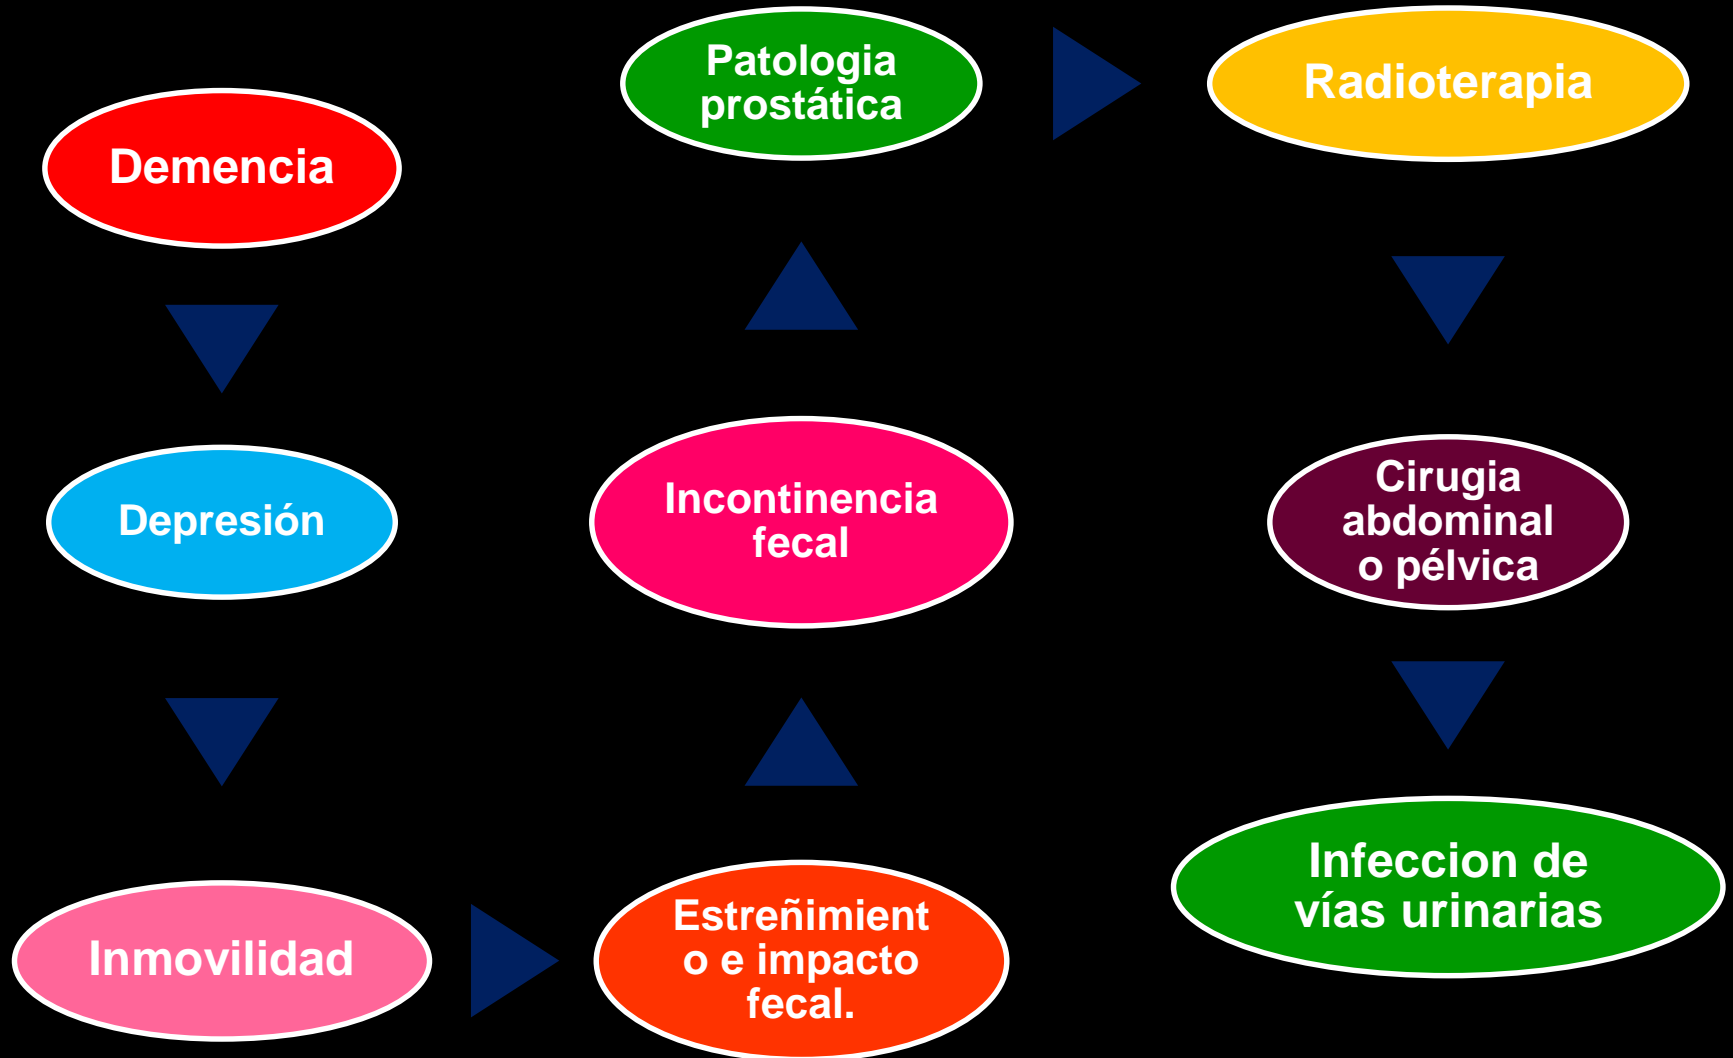 Demencia
Depresión
Inmovilidad
Estreñimient
o e impacto
fecal.
Incontinencia
fecal
Patologia
prostática
Radioterapia
Cirugia
abdominal
o pélvica
Infeccion de
vías urinarias